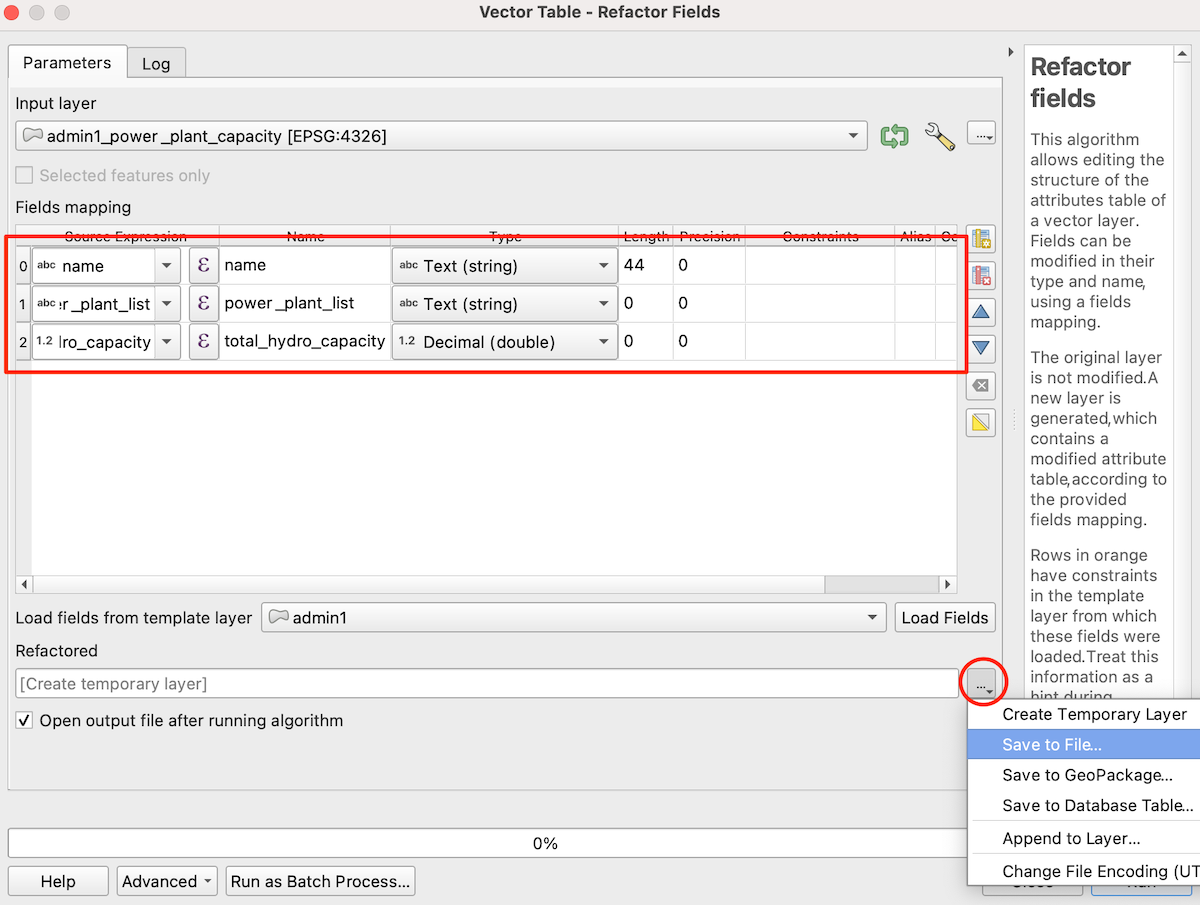 Vector Table - Refactor Fields
Parameters
Log
Input layer
admin1_power _plant_capacity [EPSG:4326]
...
Selected features only
Fields mapping
Source Expression Name Type Length Precision Constraints Alias
0 abc name ε name abc Text (string) 44 0
1 abc r _plant_list ε power _plant_list abc Text (string) 0 0
2 1.2 lro_capacity ε total_hydro_capacity 1.2 Decimal (double) 0 0
Load fields from template layer admin1 Load Fields
Refactored
[Create temporary layer]
...
Open output file after running algorithm
0%
Help
Advanced
Run as Batch Process...
Refactor
fields
This algorithm
allows editing the
structure of the
attributes table of
a vector layer.
Fields can be
modified in their
type and name,
using a fields
mapping.
The original layer
is not modified.A
new layer is
generated,which
contains a
modified attribute
table,according to
the provided
fields mapping.
Rows in orange
have constraints
in the template
layer from which
these fields were
loaded.Treat this
information as a
hint during
Create Temporary Layer
Save to File...
Save to GeoPackage...
Save to Database Table...
Append to Layer...
Change File Encoding (UT
Close
Run